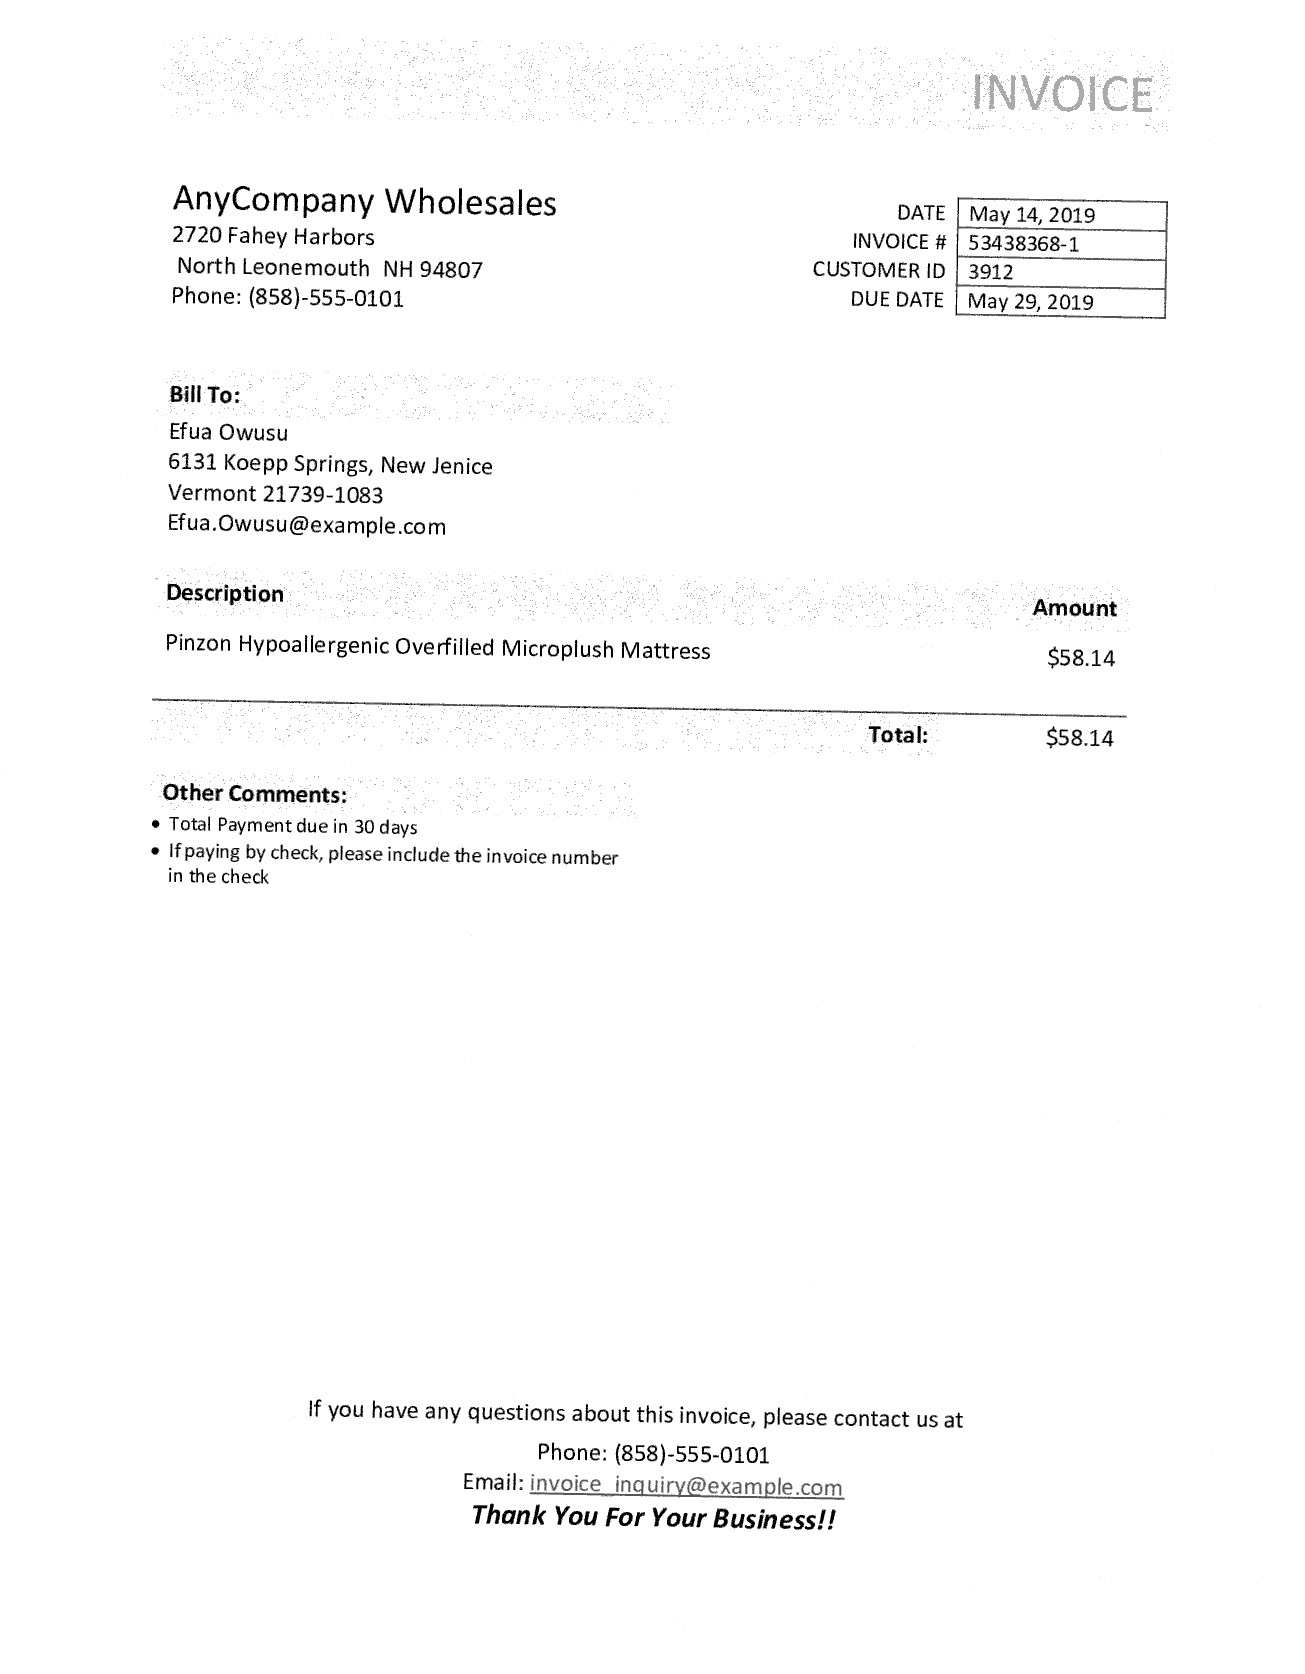 INVOICE
AnyCompany Wholesales
2720 Fahey Harbors
North Leonemouth NH 94807
Phone: (858)-555-0101
DATE May 14, 2019
INVOICE # 53438368-1
CUSTOMER ID 3912
DUE DATE May 29, 2019
Bill To:
Efua Owusu
6131 Koepp Springs, New Jenice
Vermont 21739-1083
Efua.Owusu@example.com
Description Amount
Pinzon Hypoallergenic Overfilled Microplush Mattress $58.14
Total: $58.14
Other Comments:
• Total Payment due in 30 days
• If paying by check, please include the invoice number
in the check
If you have any questions about this invoice, please contact us at
Phone: (858)-555-0101
Email: invoice_inquiry@example.com
Thank You For Your Business!!